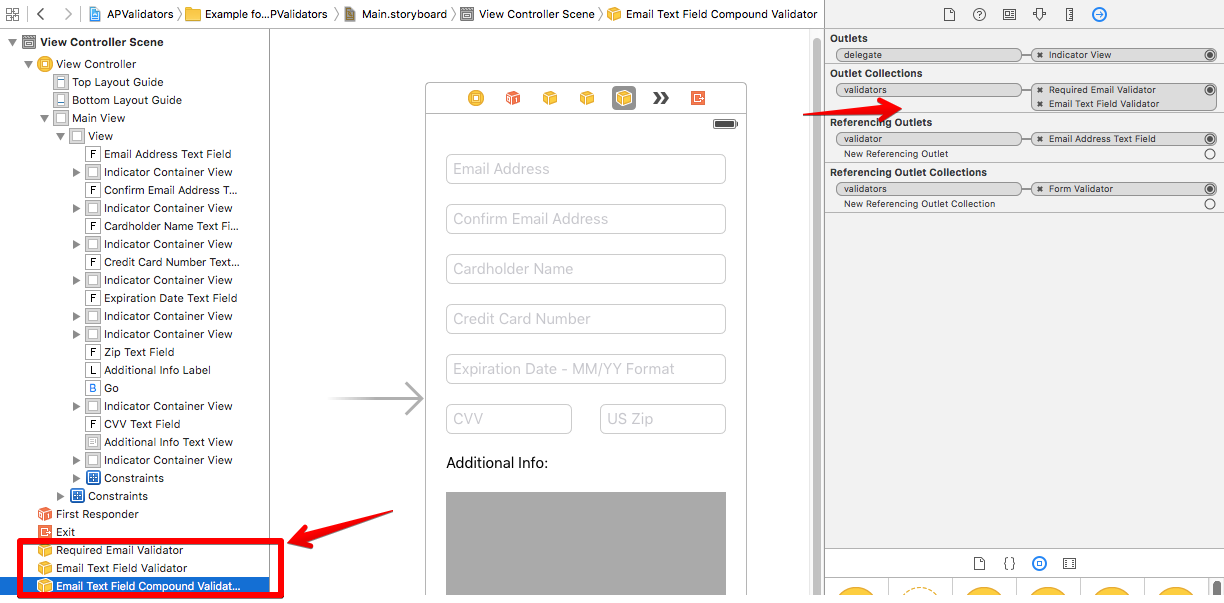 APValidators
Example fo...PValidators
Main.storyboard
View Controller Scene
Email Text Field Compound Validator
View Controller Scene
View Controller
Top Layout Guide
Bottom Layout Guide
Main View
View
F Email Address Text Field
Indicator Container View
F Confirm Email Address T...
Indicator Container View
F Cardholder Name Text Fi...
Indicator Container View
F Credit Card Number Text...
Indicator Container View
F Expiration Date Text Field
Indicator Container View
Indicator Container View
F Zip Text Field
L Additional Info Label
B Go
Indicator Container View
F CVV Text Field
Additional Info Text View
Indicator Container View
Constraints
Constraints
First Responder
Exit
Required Email Validator
Email Text Field Validator
Email Text Field Compound Validat...
Email Address
Confirm Email Address
Cardholder Name
Credit Card Number
Expiration Date - MM/YY Format
CVV
US Zip
Additional Info:
Outlets
delegate
Indicator View
Outlet Collections
validators
Required Email Validator
Email Text Field Validator
Referencing Outlets
validator
Email Address Text Field
New Referencing Outlet
Referencing Outlet Collections
validators
Form Validator
New Referencing Outlet Collection